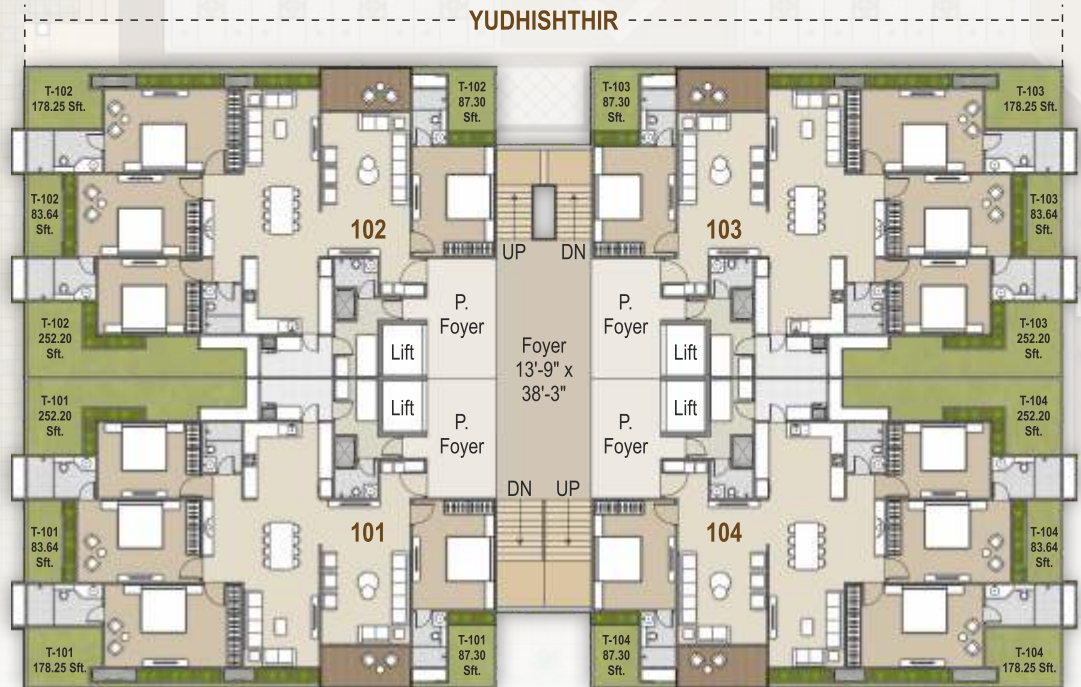 YUDHISHTHIR
T-102
178.25 Sft.
T-102
87.30
Sft.
T-103
87.30
Sft.
T-103
178.25 Sft.
T-102
83.64
Sft.
102
UP
DN
103
T-103
83.64
Sft.
P.
Foyer
P.
Foyer
T-102
252.20
Sft.
Lift
Foyer
13'-9" x
38'-3"
Lift
T-103
252.20
Sft.
T-101
252.20
Sft.
Lift
Lift
T-104
252.20
Sft.
P.
Foyer
P.
Foyer
DN
UP
T-101
83.64
Sft.
101
104
T-104
83.64
Sft.
T-101
178.25 Sft.
T-101
87.30
Sft.
T-104
87.30
Sft.
T-104
178.25 Sft.